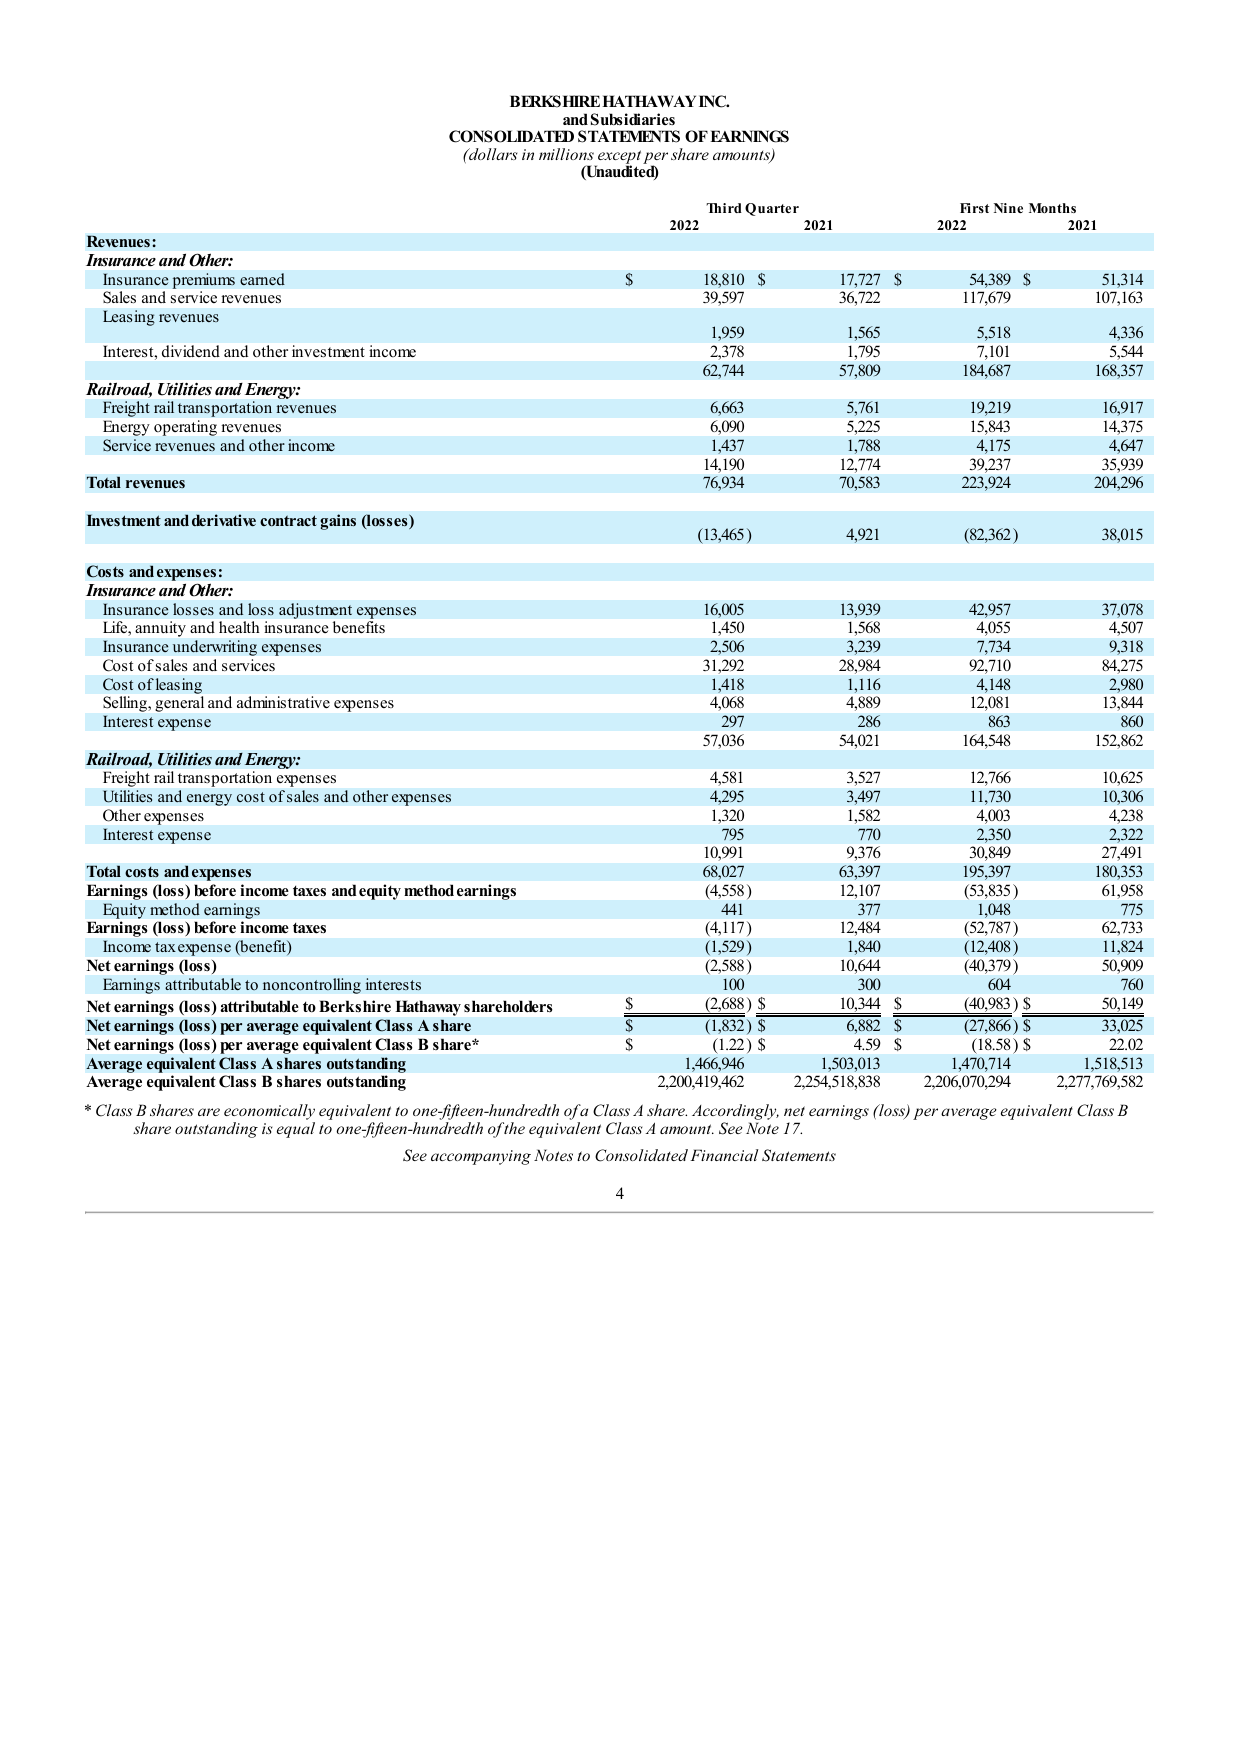 BERKSHIRE HATHAWAY INC.
and Subsidiaries
CONSOLIDATED STATEMENTS OF EARNINGS
(dollars in millions except per share amounts)
(Unaudited)
Third Quarter First Nine Months
2022 2021 2022 2021
Revenues:
Insurance and Other:
Insurance premiums earned $ 18,810 $ 17,727 $ 54,389 $ 51,314
Sales and service revenues 39,597 36,722 117,679 107,163
Leasing revenues
1,959 1,565 5,518 4,336
Interest, dividend and other investment income 2,378 1,795 7,101 5,544
62,744 57,809 184,687 168,357
Railroad, Utilities and Energy:
Freight rail transportation revenues 6,663 5,761 19,219 16,917
Energy operating revenues 6,090 5,225 15,843 14,375
Service revenues and other income 1,437 1,788 4,175 4,647
14,190 12,774 39,237 35,939
Total revenues 76,934 70,583 223,924 204,296
Investment and derivative contract gains (losses)
(13,465) 4,921 (82,362) 38,015
Costs and expenses:
Insurance and Other:
Insurance losses and loss adjustment expenses 16,005 13,939 42,957 37,078
Life, annuity and health insurance benefits 1,450 1,568 4,055 4,507
Insurance underwriting expenses 2,506 3,239 7,734 9,318
Cost of sales and services 31,292 28,984 92,710 84,275
Cost of leasing 1,418 1,116 4,148 2,980
Selling, general and administrative expenses 4,068 4,889 12,081 13,844
Interest expense 297 286 863 860
57,036 54,021 164,548 152,862
Railroad, Utilities and Energy:
Freight rail transportation expenses 4,581 3,527 12,766 10,625
Utilities and energy cost of sales and other expenses 4,295 3,497 11,730 10,306
Other expenses 1,320 1,582 4,003 4,238
Interest expense 795 770 2,350 2,322
10,991 9,376 30,849 27,491
Total costs and expenses 68,027 63,397 195,397 180,353
Earnings (loss) before income taxes and equity method earnings (4,558) 12,107 (53,835) 61,958
Equity method earnings 441 377 1,048 775
Earnings (loss) before income taxes (4,117) 12,484 (52,787) 62,733
Income tax expense (benefit) (1,529) 1,840 (12,408) 11,824
Net earnings (loss) (2,588) 10,644 (40,379) 50,909
Earnings attributable to noncontrolling interests 100 300 604 760
Net earnings (loss) attributable to Berkshire Hathaway shareholders $ (2,688) $ 10,344 $ (40,983) $ 50,149
Net earnings (loss) per average equivalent Class A share $ (1,832) $ 6,882 $ (27,866) $ 33,025
Net earnings (loss) per average equivalent Class B share* $ (1.22) $ 4.59 $ (18.58) $ 22.02
Average equivalent Class A shares outstanding 1,466,946 1,503,013 1,470,714 1,518,513
Average equivalent Class B shares outstanding 2,200,419,462 2,254,518,838 2,206,070,294 2,277,769,582
* Class B shares are economically equivalent to one-fifteen-hundredth of a Class A share. Accordingly, net earnings (loss) per average equivalent Class B
share outstanding is equal to one-fifteen-hundredth of the equivalent Class A amount. See Note 17.
See accompanying Notes to Consolidated Financial Statements
4